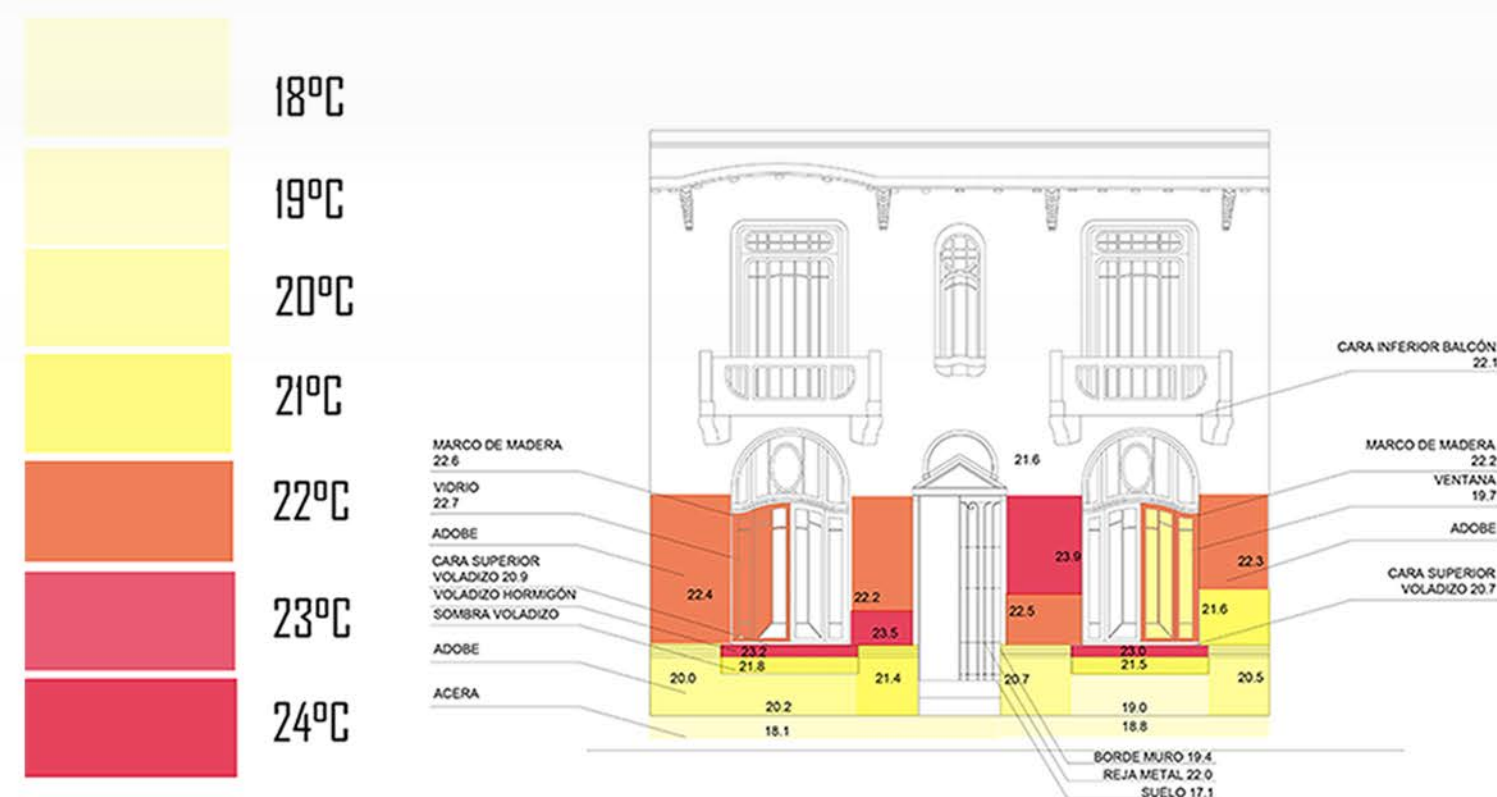 18ºC
19ºC
20ºC
21ºC
22ºC
23ºC
24ºC
MARCO DE MADERA
22.6
VIDRIO
22.7
ADOBE
CARA SUPERIOR
VOLADIZO 20.9
VOLADIZO HORMIGÓN
SOMBRA VOLADIZO
ADOBE
ACERA
21.6
22.4
22.2
23.5
23.2
21.8
20.0
21.4
20.2
18.1
23.9
22.5
22.3
21.6
23.0
21.5
20.7
20.5
19.0
18.8
CARA INFERIOR BALCÓN
22.1
MARCO DE MADERA
22.2
VENTANA
19.7
ADOBE
CARA SUPERIOR
VOLADIZO 20.7
BORDE MURO 19.4
REJA METAL 22.0
SUELO 17.1